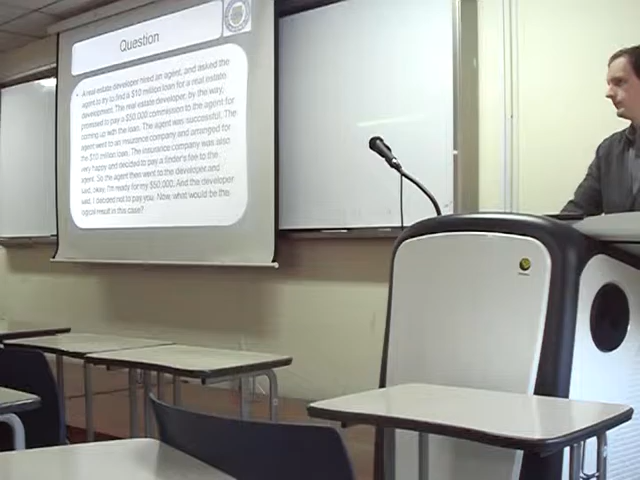 Question
• A real estate developer hired an agent, and asked the
agent to try to find a $10 million loan for a real estate
development. The real estate developer, by the way,
promised to pay a $50,000 commission to the agent for
coming up with the loan. The agent was successful. The
agent went to an insurance company and arranged for
the $10 million loan. The insurance company was also
very happy and decided to pay a finder's fee to the
agent. So the agent then went to the developer and
said, okay, I'm ready for my $50,000. And the developer
said, I decided not to pay you. Now, what would be the
logical result in this case?